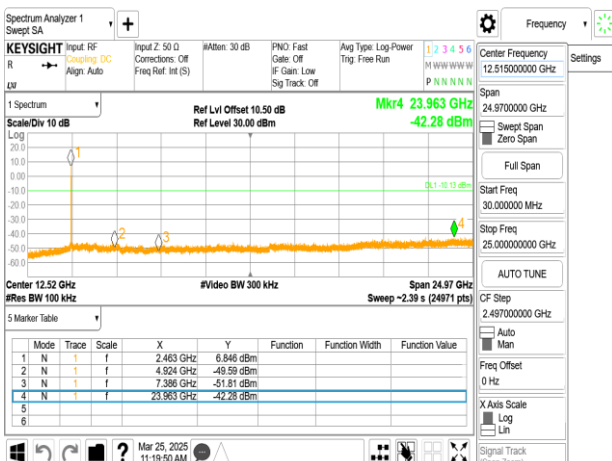 Spectrum Analyzer 1
Swept SA
Frequency
KEYSIGHT
R
Input: RF
Coupling: DC
Align: Auto
Input Z: 50 Ω
Corrections: Off
Freq Ref: Int (S)
#Atten: 30 dB
PNO: Fast
Gate: Off
IF Gain: Low
Sig Track: Off
Avg Type: Log-Power
Trig: Free Run
1 2 3 4 5 6
M W W W W W
P N N N N N
1 Spectrum
Scale/Div 10 dB
Ref Lvl Offset 10.50 dB
Ref Level 30.00 dBm
Mkr4 23.963 GHz
-42.28 dBm
Log
20.0
10.0
0.00
-10.0
-20.0
-30.0
-40.0
-50.0
-60.0
1
2
3
4
DL1 -10.13 dBm
Center 12.52 GHz
#Res BW 100 kHz
#Video BW 300 kHz
Span 24.97 GHz
Sweep ~2.39 s (24971 pts)
5 Marker Table
Mode Trace Scale X Y Function Function Width Function Value
1 N 1 f 2.463 GHz 6.846 dBm
2 N 1 f 4.924 GHz -49.59 dBm
3 N 1 f 7.386 GHz -51.81 dBm
4 N 1 f 23.963 GHz -42.28 dBm
5
6
Mar 25, 2025
11:19:50 AM
?
Center Frequency
12.515000000 GHz
Settings
Span
24.9700000 GHz
Swept Span
Zero Span
Full Span
Start Freq
30.000000 MHz
Stop Freq
25.000000000 GHz
AUTO TUNE
CF Step
2.497000000 GHz
Auto
Man
Freq Offset
0 Hz
X Axis Scale
Log
Lin
Signal Track